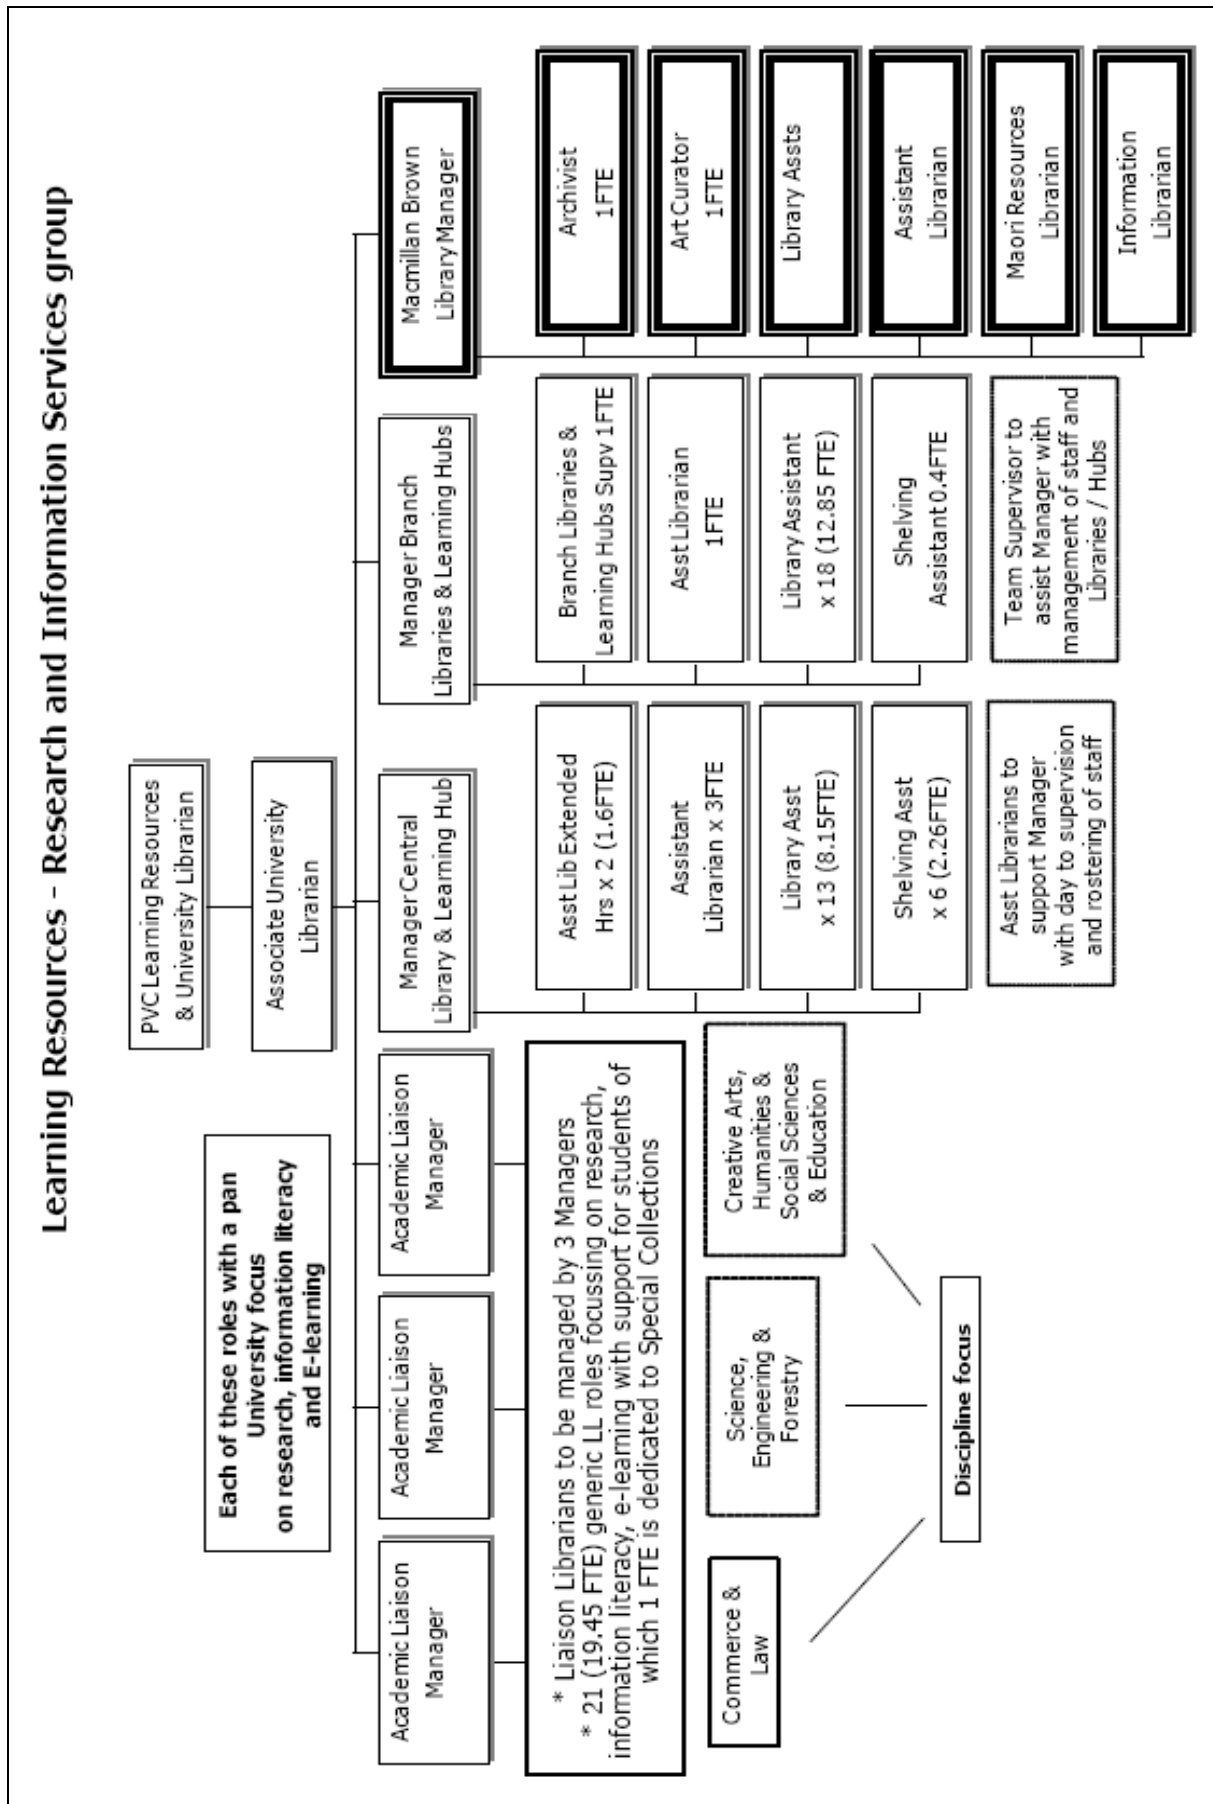 Learning Resources - Research and Information Services group
PVC Learning Resources
& University Librarian
Each of these roles with a pan
University focus
on research, information literacy
and E-learning
Associate University
Librarian
Academic Liaison
Manager
Academic Liaison
Manager
Academic Liaison
Manager
Manager Central
Library & Learning Hub
Manager Branch
Libraries & Learning Hubs
Macmillan Brown
Library Manager
* Liaison Librarians to be managed by 3 Managers
* 21 (19.45 FTE) generic LL roles focussing on research,
information literacy, e-learning with support for students of
which 1 FTE is dedicated to Special Collections
Asst Lib Extended
Hrs x 2 (1.6FTE)
Assistant
Librarian x 3FTE
Library Asst
x 13 (8.15FTE)
Shelving Asst
x 6 (2.26FTE)
Asst Librarians to
support Manager
with day to supervision
and rostering of staff
Branch Libraries &
Learning Hubs Supv 1FTE
Asst Librarian
1FTE
Library Assistant
x 18 (12.85 FTE)
Shelving
Assistant 0.4FTE
Team Supervisor to
assist Manager with
management of staff and
Libraries / Hubs
Archivist
1FTE
Art Curator
1FTE
Library Assts
Assistant
Librarian
Maori Resources
Librarian
Information
Librarian
Commerce &
Law
Science,
Engineering &
Forestry
Creative Arts,
Humanities &
Social Sciences
& Education
Discipline focus